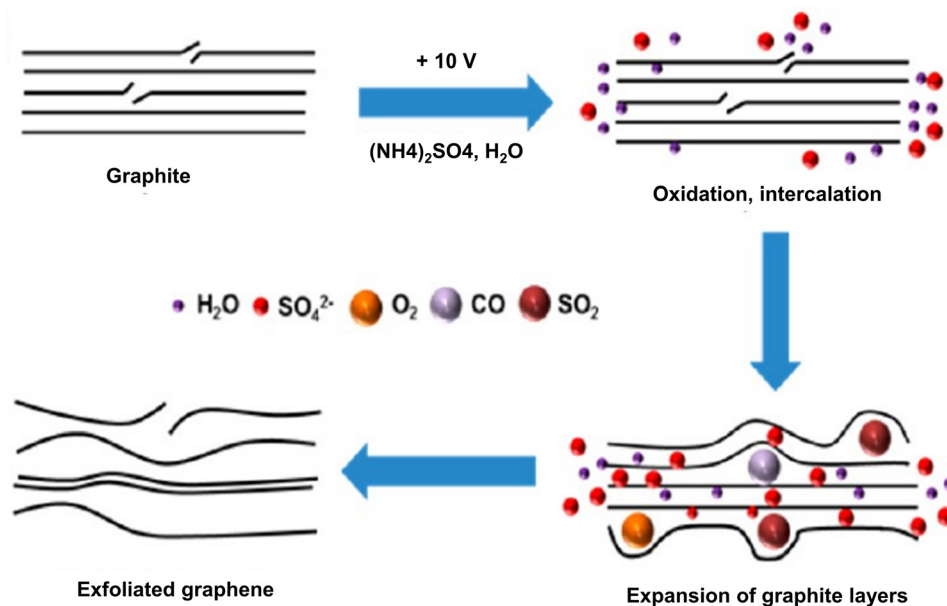 + 10 V
(NH4)₂SO4, H₂O
Graphite
Oxidation, intercalation
H₂O SO₄²⁻ O₂ CO SO₂
Exfoliated graphene
Expansion of graphite layers